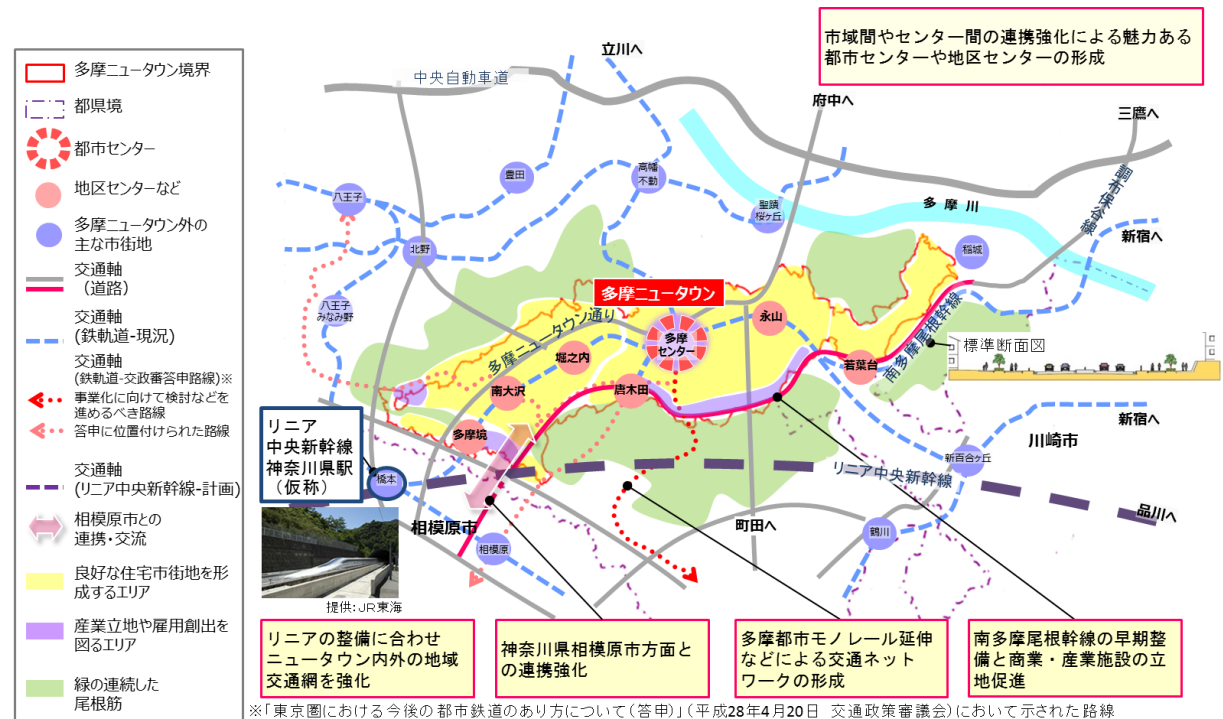 市域間やセンター間の連携強化による魅力ある
都市センターや地区センターの形成
多摩ニュータウン境界
都県境
都市センター
地区センターなど
多摩ニュータウン外の
主な市街地
交通軸
(道路)
交通軸
(鉄軌道-現況)
交通軸
(鉄軌道-交政審答申路線)※
事業化に向けて検討などを
進めるべき路線
答申に位置付けられた路線
交通軸
(リニア中央新幹線-計画)
相模原市との
連携・交流
良好な住宅市街地を形
成するエリア
産業立地や雇用創出を
図るエリア
緑の連続した
尾根筋
立川へ
中央自動車道
府中へ
三鷹へ
調布保谷線
豊田
高幡
不動
八王子
聖蹟
桜ヶ丘
多摩川
新宿へ
北野
稲城
八王子
みなみ野
多摩ニュータウン
多摩ニュータウン通り
多摩
センター
永山
南多摩尾根幹線
標準断面図
堀之内
若葉台
南大沢
唐木田
多摩境
新宿へ
川崎市
リニア
中央新幹線
神奈川県駅
(仮称)
新百合ヶ丘
リニア中央新幹線
橋本
品川へ
相模原市
町田へ
鶴川
相模原
提供:JR東海
リニアの整備に合わせ
ニュータウン内外の地域
交通網を強化
神奈川県相模原市方面と
の連携強化
多摩都市モノレール延伸
などによる交通ネット
ワークの形成
南多摩尾根幹線の早期整
備と商業・産業施設の立
地促進
※「東京圏における今後の都市鉄道のあり方について(答申)」(平成28年4月20日 交通政策審議会)において示された路線